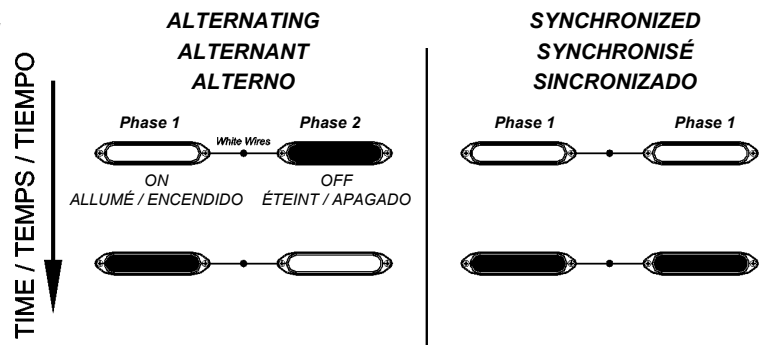 TIME / TEMPS / TIEMPO
ALTERNATING
ALTERNANT
ALTERNO
Phase 1
White Wires
Phase 2
ON
ALLUMÉ / ENCENDIDO
OFF
ÉTEINT / APAGADO
SYNCHRONIZED
SYNCHRONISÉ
SINCRONIZADO
Phase 1
Phase 1